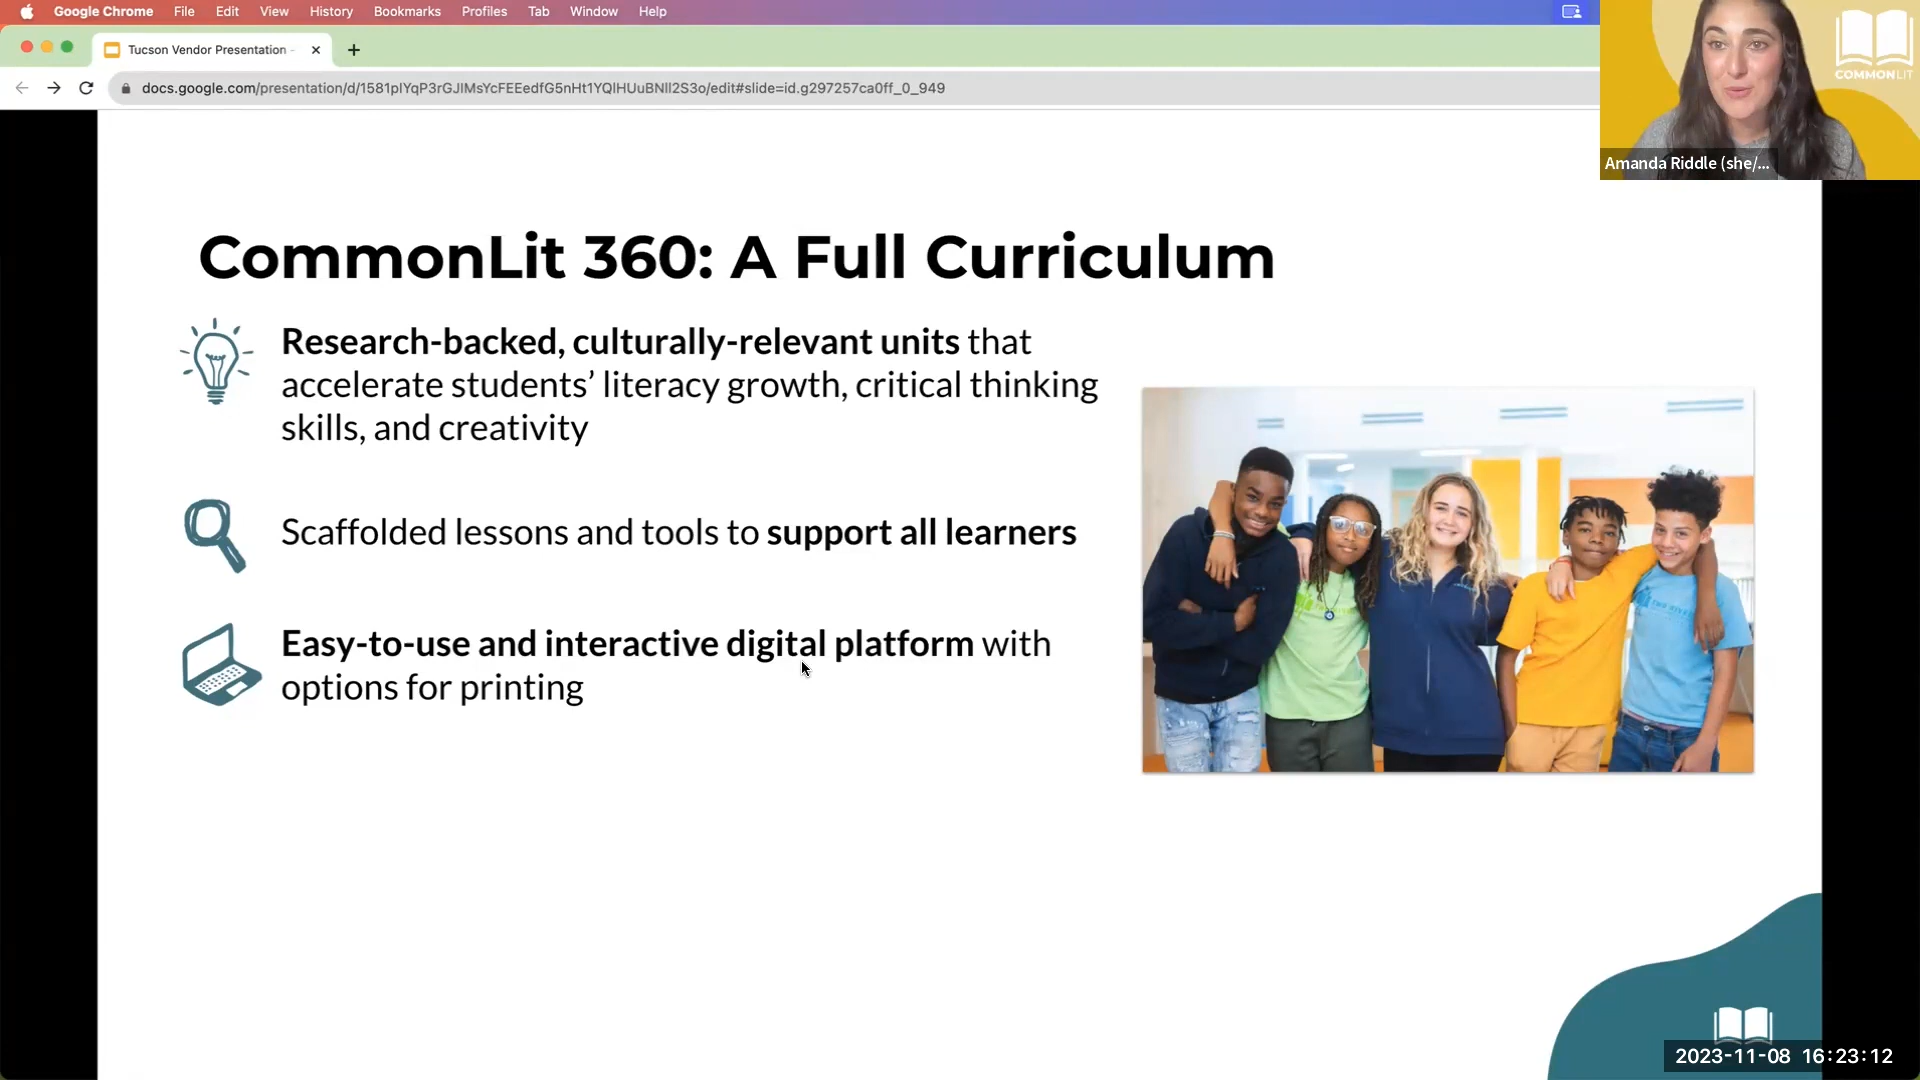 Google Chrome File Edit View History Bookmarks Profiles Tab Window Help
Tucson Vendor Presentation -
docs.google.com/presentation/d/1581pIYqP3rGJIMsYcFEEedfG5nHt1YQlHUuBNll2S3o/edit#slide=id.g297257ca0ff_0_949
COMMONLIT
Amanda Riddle (she/...
CommonLit 360: A Full Curriculum
Research-backed, culturally-relevant units that
accelerate students’ literacy growth, critical thinking
skills, and creativity
Scaffolded lessons and tools to support all learners
Easy-to-use and interactive digital platform with
options for printing
2023-11-08 16:23:12